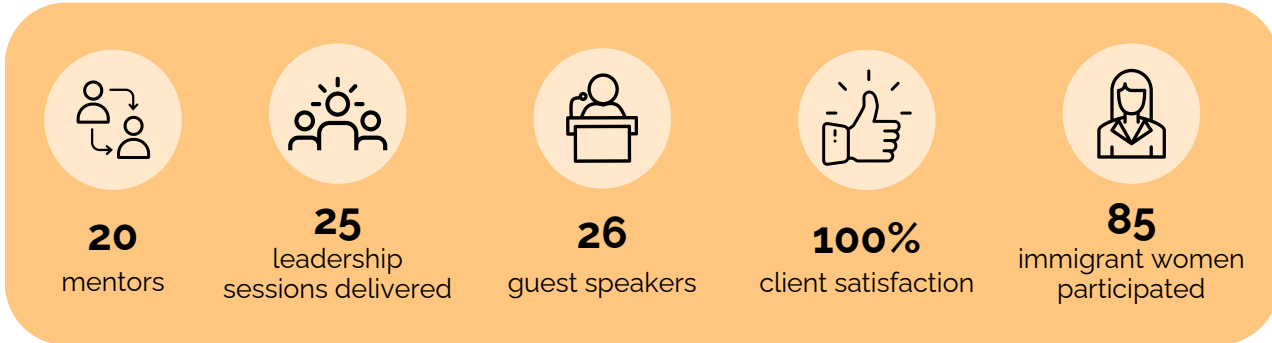 20
mentors
25
leadership
sessions delivered
26
guest speakers
100%
client satisfaction
85
immigrant women
participated